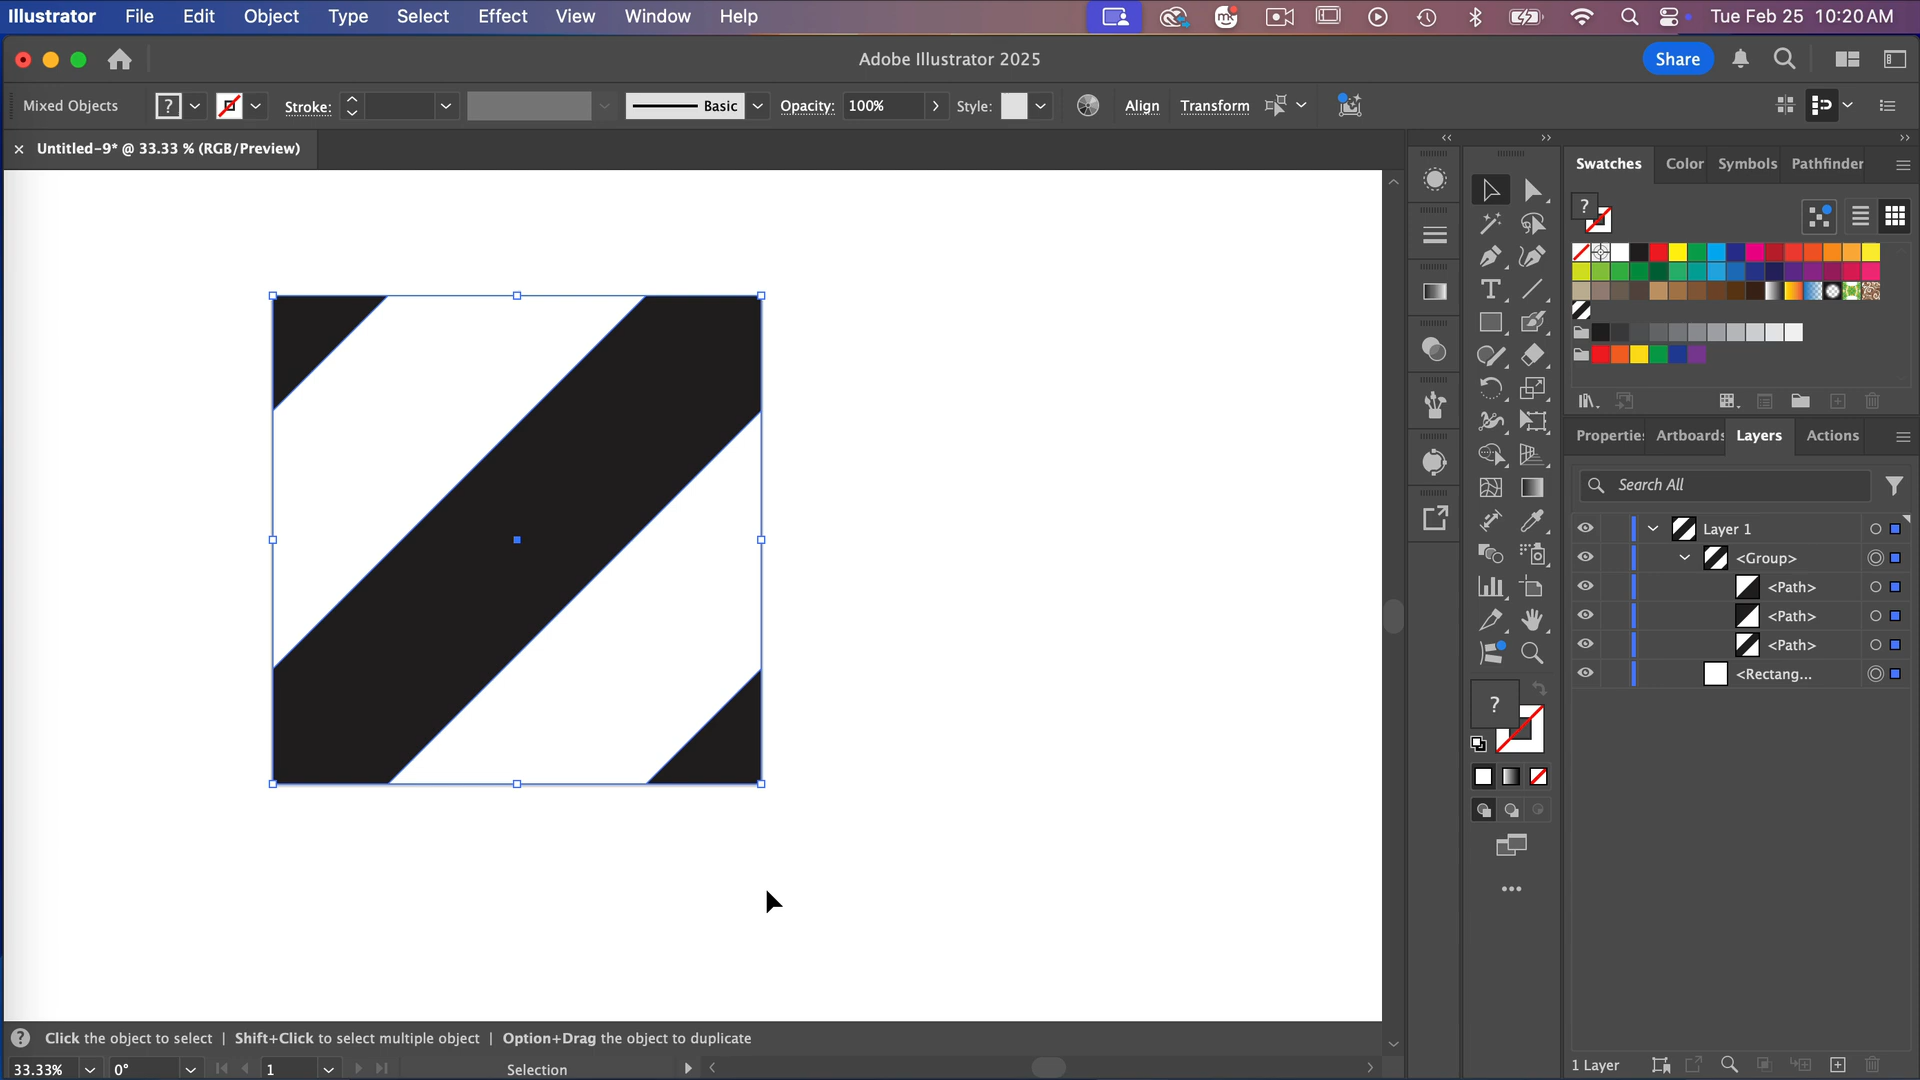 Illustrator File Edit Object Type Select Effect View Window Help
Tue Feb 25 10:20 AM
Adobe Illustrator 2025
Share
Mixed Objects
?
Stroke:
Basic
Opacity: 100%
Style:
Align
Transform
× Untitled-9* @ 33.33 % (RGB/Preview)
Swatches Color Symbols Pathfinder
?
Properties Artboards Layers Actions
Search All
Layer 1
<Group>
<Path>
<Path>
<Path>
<Rectang...
?
Click the object to select | Shift+Click to select multiple object | Option+Drag the object to duplicate
33.33% 0° 1 Selection
1 Layer